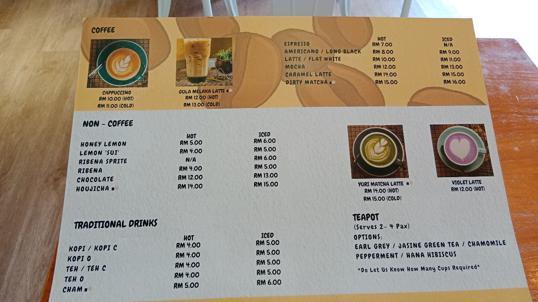 COFFEE
CAPPUCCINO
RM 10.00 (HOT)
RM 11.00 (COLD)
GULA MELAKA LATTE
RM 12.00 (HOT)
RM 13.00 (COLD)
HOT ICED
ESPRESSO RM 7.00 N/A
AMERICANO / LONG BLACK RM 8.00 RM 9.00
LATTE / FLAT WHITE RM 10.00 RM 11.00
MOCHA RM 12.00 RM 13.00
CARAMEL LATTE RM 14.00 RM 15.00
DIRTY MATCHA RM 15.00 RM 16.00
NON - COFFEE
HOT ICED
HONEY LEMON RM 5.00 RM 6.00
LEMON 'SUI' RM 4.00 RM 5.00
RIBENA SPRITE N/A RM 6.00
RIBENA RM 4.00 RM 5.00
CHOCOLATE RM 12.00 RM 13.00
HOUJICHA RM 14.00 RM 15.00
YURI MATCHA LATTE
RM 14.00 (HOT)
RM 15.00 (COLD)
VIOLET LATTE
RM 12.00 (HOT)
TRADITIONAL DRINKS
HOT ICED
KOPI / KOPI C RM 4.00 RM 5.00
KOPI O RM 4.00 RM 5.00
TEH / TEH C RM 4.00 RM 5.00
TEH O RM 4.00 RM 5.00
CHAM RM 5.00 RM 6.00
TEAPOT
(Serves 2- 4 Pax)
OPTIONS:
EARL GREY / JASINE GREEN TEA / CHAMOMILE
PEPPERMENT / NANA HIBISCUS
*Do Let Us Know How Many Cups Required*